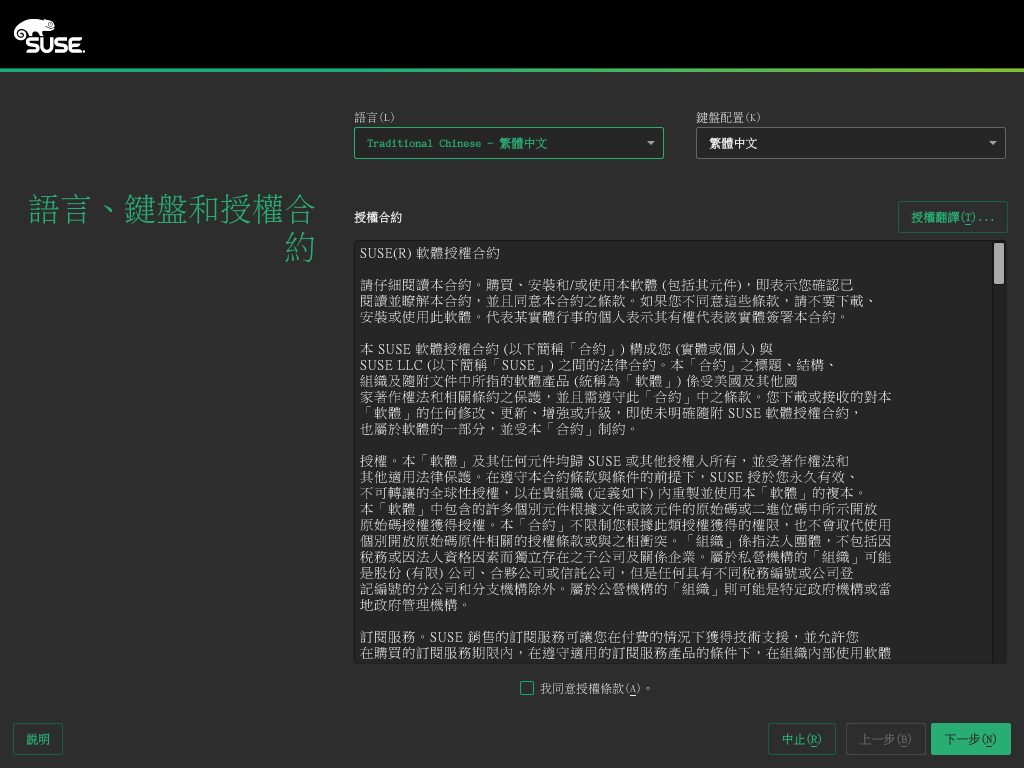 SUSE.
語言(L)
鍵盤配置(K)
Traditional Chinese - 繁體中文
繁體中文
語言、鍵盤和授權合
約
授權合約
授權翻譯(T)...
SUSE(R) 軟體授權合約
請仔細閱讀本合約。購買、安裝和/或使用本軟體 (包括其元件)，即表示您確認已
閱讀並瞭解本合約，並且同意本合約之條款。如果您不同意這些條款，請不要下載、
安裝或使用此軟體。代表某實體行事的個人表示其有權代表該實體簽署本合約。
本 SUSE 軟體授權合約 (以下簡稱「合約」) 構成您 (實體或個人) 與
SUSE LLC (以下簡稱「SUSE」) 之間的法律合約。本「合約」之標題、結構、
組織及隨附文件中所指的軟體產品 (統稱為「軟體」) 係受美國及其他國
家著作權法和相關條約之保護，並且需遵守此「合約」中之條款。您下載或接收的對本
「軟體」的任何修改、更新、增強或升級，即使未明確隨附 SUSE 軟體授權合約，
也屬於軟體的一部分，並受本「合約」制約。
授權。本「軟體」及其任何元件均歸 SUSE 或其他授權人所有，並受著作權法和
其他適用法律保護。在遵守本合約條款與條件的前提下，SUSE 授於您永久有效、
不可轉讓的全球性授權，以在貴組織 (定義如下) 內重製並使用本「軟體」的複本。
本「軟體」中包含的許多個別元件根據文件或該元件的原始碼或二進位碼中所示開放
原始碼授權獲得授權。本「合約」不限制您根據此類授權獲得的權限，也不會取代使用
個別開放原始碼原件相關的授權條款或與之相衝突。「組織」係指法人團體，不包括因
稅務或因法人資格因素而獨立存在之子公司及關係企業。屬於私營機構的「組織」可能
是股份 (有限) 公司、合夥公司或信託公司，但是任何具有不同稅務編號或公司登
記編號的分公司和分支機構除外。屬於公營機構的「組織」則可能是特定政府機構或當
地政府管理機構。
訂閱服務。SUSE 銷售的訂閱服務可讓您在付費的情況下獲得技術支援，並允許您
在購買的訂閱服務期限內，在遵守適用的訂閱服務產品的條件下，在組織內部使用軟體
我同意授權條款(A)。
說明
中止(R)
上一步(B)
下一步(N)